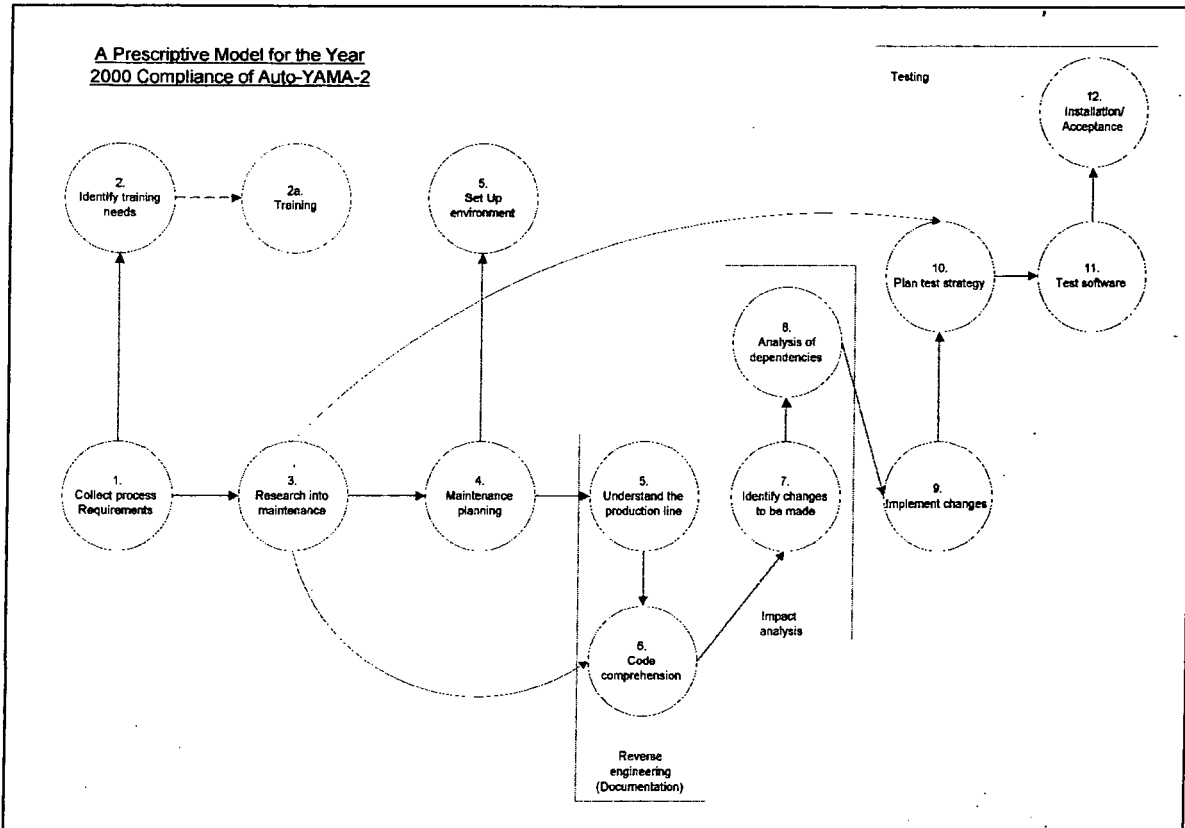 A Prescriptive Model for the Year
2000 Compliance of Auto-YAMA-2
Testing
12.
Installation/
Acceptance
2.
Identify training
needs
2a.
Training
5.
Set Up
environment
10.
Plan test strategy
11.
Test software
8.
Analysis of
dependencies
1.
Collect process
Requirements
3.
Research into
maintenance
4.
Maintenance
planning
5.
Understand the
production line
7.
Identify changes
to be made
9.
Implement changes
Impact
analysis
6.
Code
comprehension
Reverse
engineering
(Documentation)